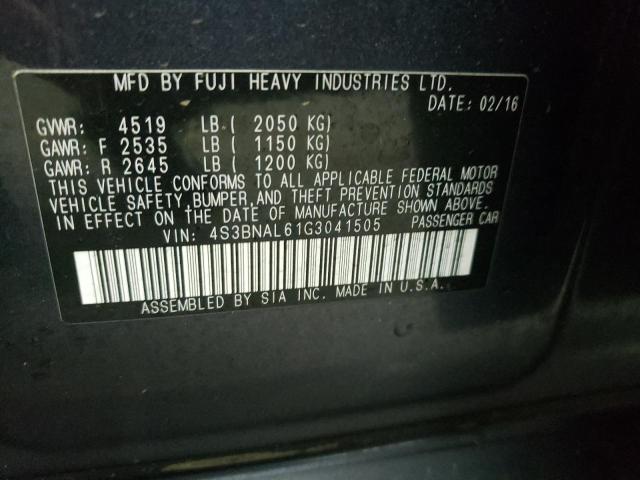 MFD BY FUJI HEAVY INDUSTRIES LTD.
DATE: 02/16
GVWR: 4519 LB ( 2050 KG)
GAWR: F 2535 LB ( 1150 KG)
GAWR: R 2645 LB ( 1200 KG)
THIS VEHICLE CONFORMS TO ALL APPLICABLE FEDERAL MOTOR
VEHICLE SAFETY, BUMPER, AND THEFT PREVENTION STANDARDS
IN EFFECT ON THE DATE OF MANUFACTURE SHOWN ABOVE.
VIN: 4S3BNAL61G3041505 PASSENGER CAR
ASSEMBLED BY SIA INC. MADE IN U.S.A.